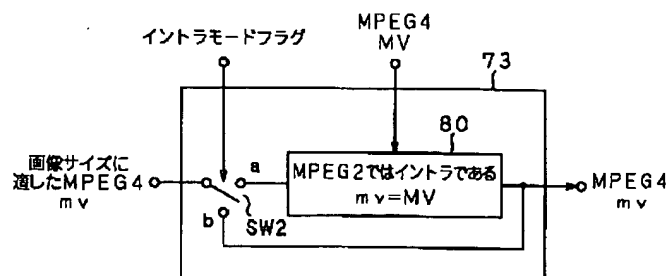 MPEG4
MV
イントラモードフラグ
73
80
画像サイズに
適したMPEG4
mv
a
MPEG2ではイントラである
mv=MV
MPEG4
mv
b
SW2